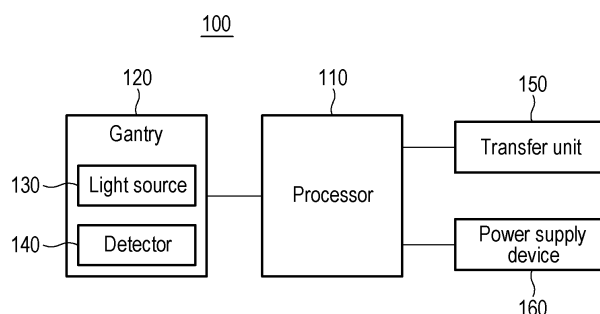 100
120
110
150
Gantry
Transfer unit
130
Light source
Processor
140
Detector
Power supply
device
160